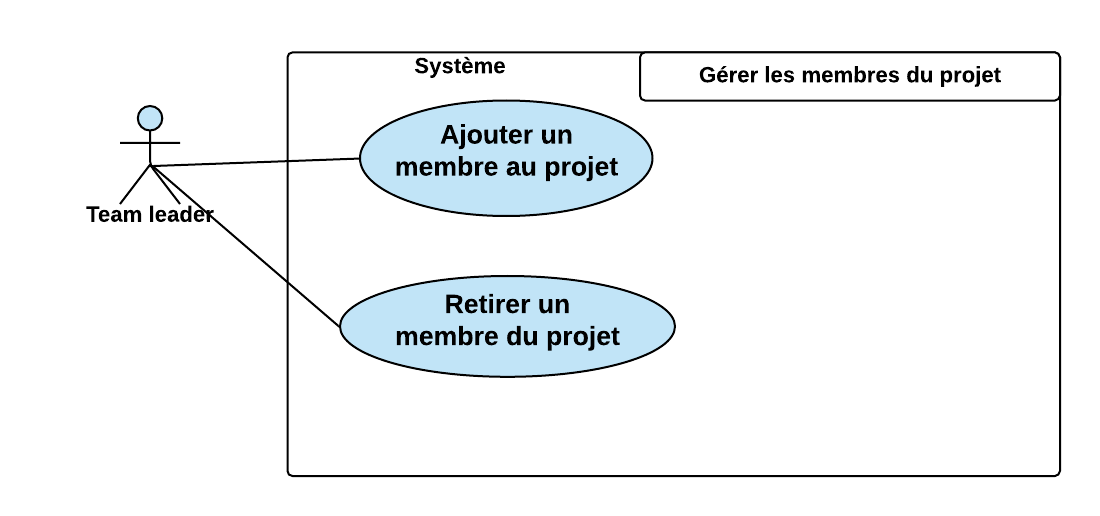 Système
Gérer les membres du projet
Ajouter un
membre au projet
Team leader
Retirer un
membre du projet